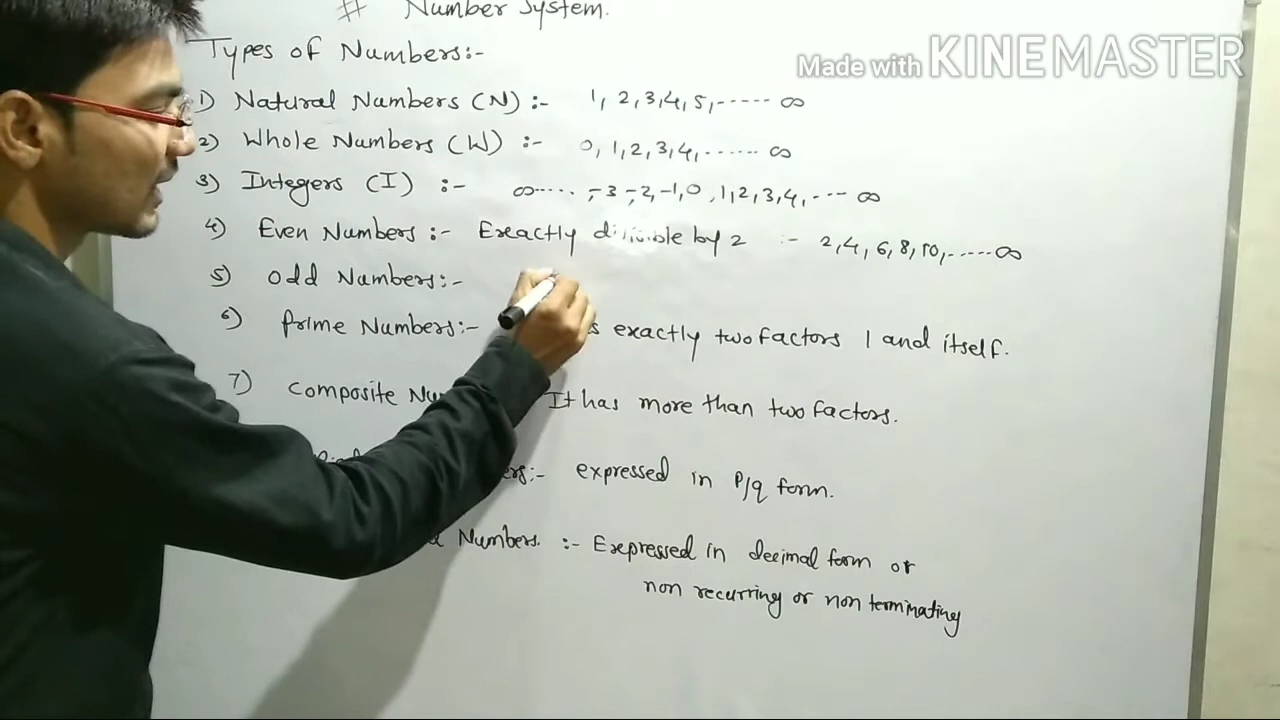 # Number System.
Made with KINEMASTER
Types of Numbers:-
1) Natural Numbers (N) :- 1, 2, 3, 4, 5, ----- ∞
2) Whole Numbers (W) :- 0, 1, 2, 3, 4, ...... ∞
3) Integers (I) :- ∞ ..... , -3 -2, -1, 0, 1, 2, 3, 4, --- ∞
4) Even Numbers :- Exactly divisible by 2 :- 2, 4, 6, 8, 10, ..... ∞
5) Odd Numbers:-
6) Prime Numbers:- exactly two factors 1 and itself.
7) Composite It has more than two factors.
expressed in P/q form.
Numbers. :- Expressed in decimal form or
non recurring or non terminating